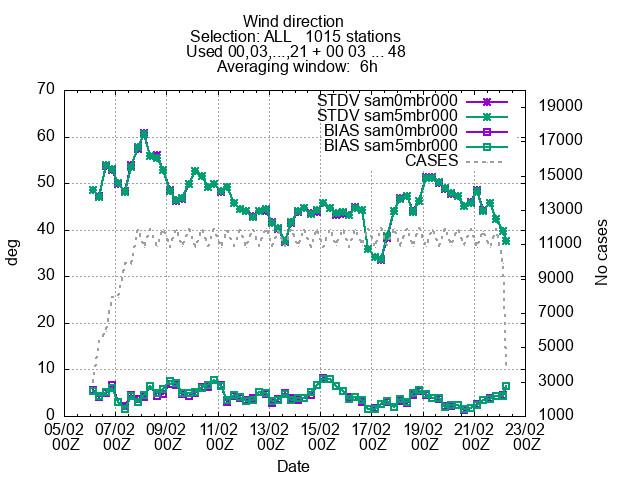 Wind direction
Selection: ALL   1015 stations
Used 00,03,...,21 + 00 03 ... 48
Averaging window:  6h
STDV sam0mbr000
STDV sam5mbr000
BIAS sam0mbr000
BIAS sam5mbr000
CASES
deg
70
60
50
40
30
20
10
0
No cases
19000
17000
15000
13000
11000
9000
7000
5000
3000
1000
05/02 07/02 09/02 11/02 13/02 15/02 17/02 19/02 21/02 23/02
00Z 00Z 00Z 00Z 00Z 00Z 00Z 00Z 00Z 00Z
Date